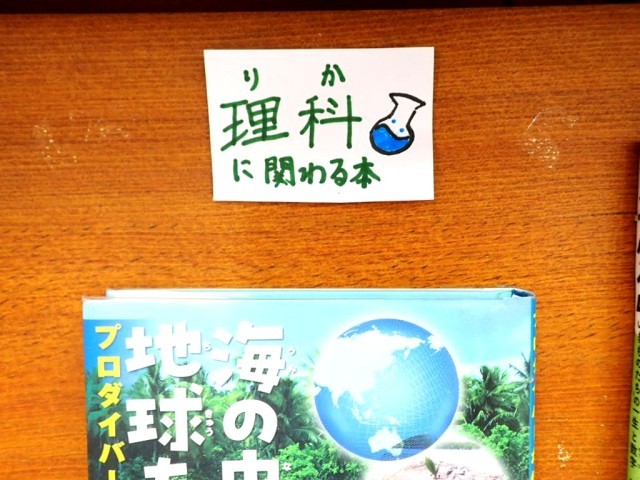 りか
理科
に関わる本
海の中
地球を
プロダイバー